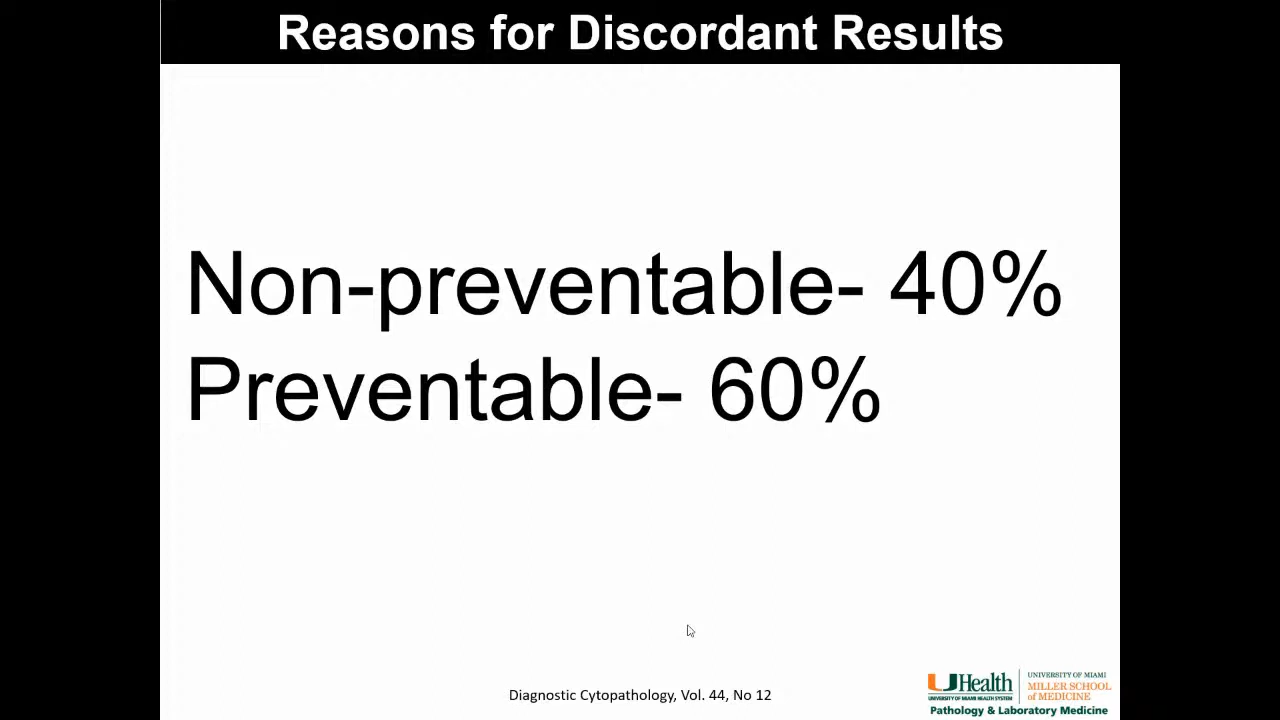 Reasons for Discordant Results
Non-preventable- 40%
Preventable- 60%
Diagnostic Cytopathology, Vol. 44, No 12
UHealth
UNIVERSITY OF MIAMI HEALTH SYSTEM
UNIVERSITY OF MIAMI
MILLER SCHOOL
of MEDICINE
Pathology & Laboratory Medicine